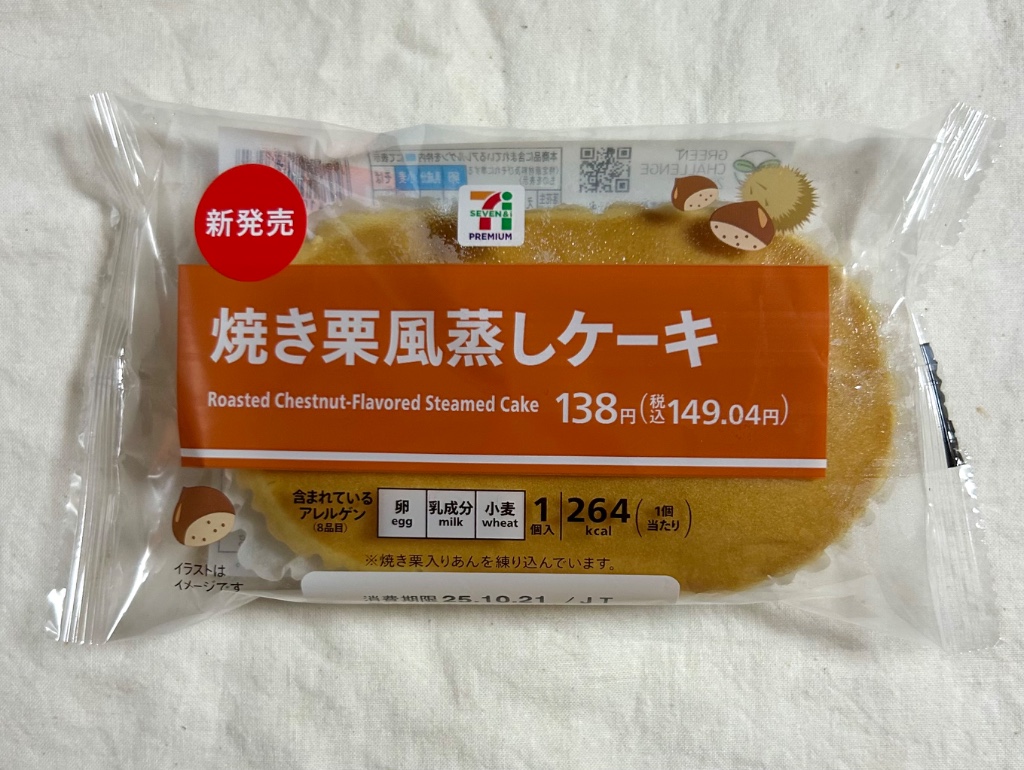 新発売
SEVEN&i
PREMIUM
GREEN
CHALLENGE
焼き栗風蒸しケーキ
Roasted Chestnut-Flavored Steamed Cake 138円(税込149.04円)
含まれている
アレルゲン
(8品目)
卵 乳成分 小麦
egg milk wheat
1個入 264kcal (1個当たり)
※焼き栗入りあんを練り込んでいます。
イラストは
イメージです
消費期限 25.10.21 / JT